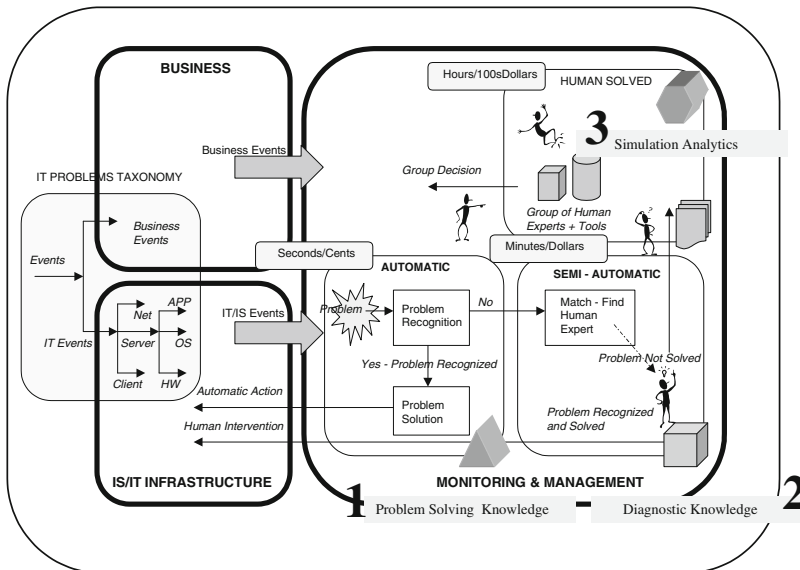 BUSINESS
Hours/100sDollars
HUMAN SOLVED
3
Simulation Analytics
Business Events
Group Decision
IT PROBLEMS TAXONOMY
Group of Human
Experts + Tools
Business
Events
Events
Seconds/Cents
Minutes/Dollars
AUTOMATIC
SEMI - AUTOMATIC
IT/IS Events
Problem
Problem
Recognition
No
Match - Find
Human
Expert
APP
Net
IT Events
Server
OS
Client
HW
Yes - Problem Recognized
Problem Not Solved
Automatic Action
Problem
Solution
Problem Recognized
and Solved
Human Intervention
IS/IT INFRASTRUCTURE
MONITORING & MANAGEMENT
1
Problem Solving Knowledge
Diagnostic Knowledge
2